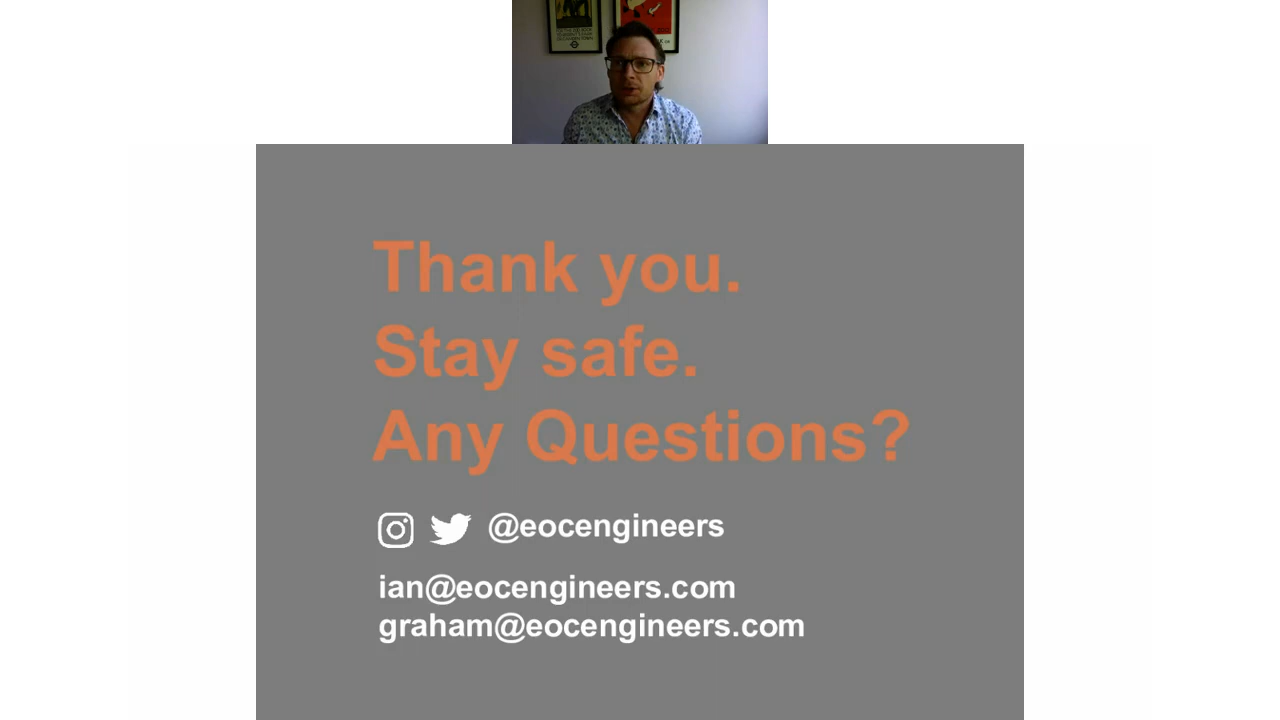 Thank you.
Stay safe.
Any Questions?
@eocengineers
ian@eocengineers.com
graham@eocengineers.com